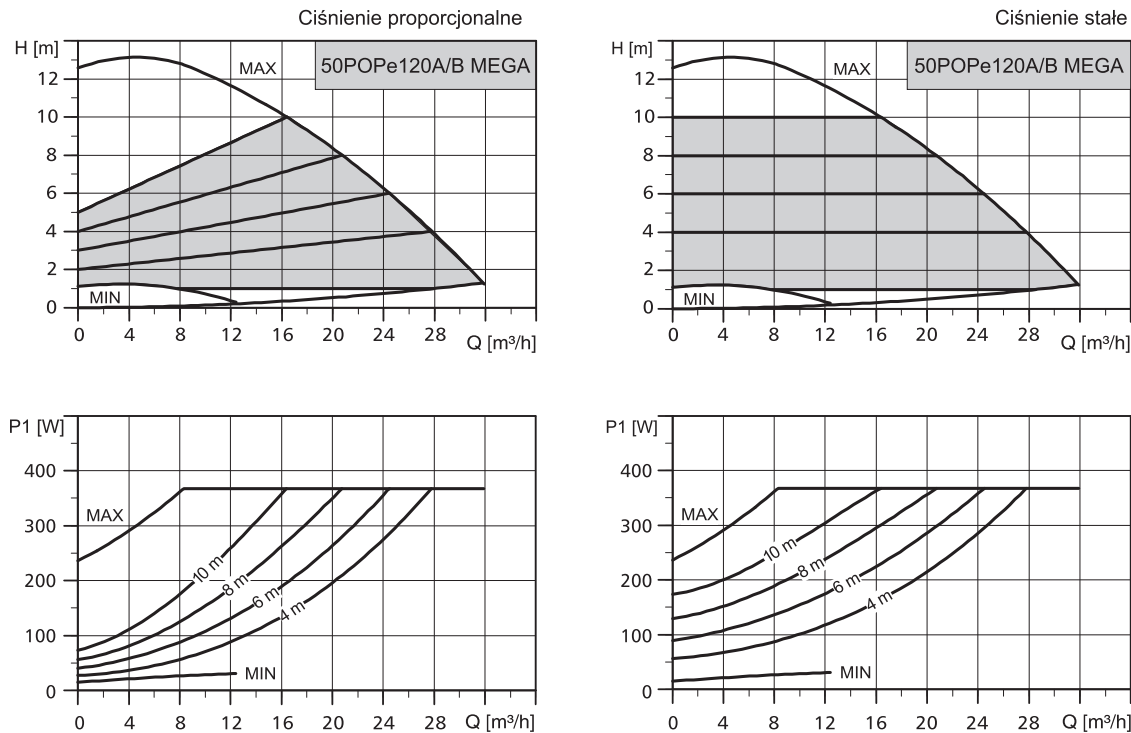 Ciśnienie proporcjonalne
H [m]
50POPe120A/B MEGA
MAX
12
10
8
6
4
2
0
MIN
0 4 8 12 16 20 24 28
Q [m³/h]
Ciśnienie stałe
H [m]
50POPe120A/B MEGA
MAX
12
10
8
6
4
2
0
MIN
0 4 8 12 16 20 24 28
Q [m³/h]
P1 [W]
400
300
200
100
0
MAX
10 m
8 m
6 m
4 m
MIN
0 4 8 12 16 20 24 28 Q [m³/h]
P1 [W]
400
300
200
100
0
MAX
10 m
8 m
6 m
4 m
MIN
0 4 8 12 16 20 24 28 Q [m³/h]